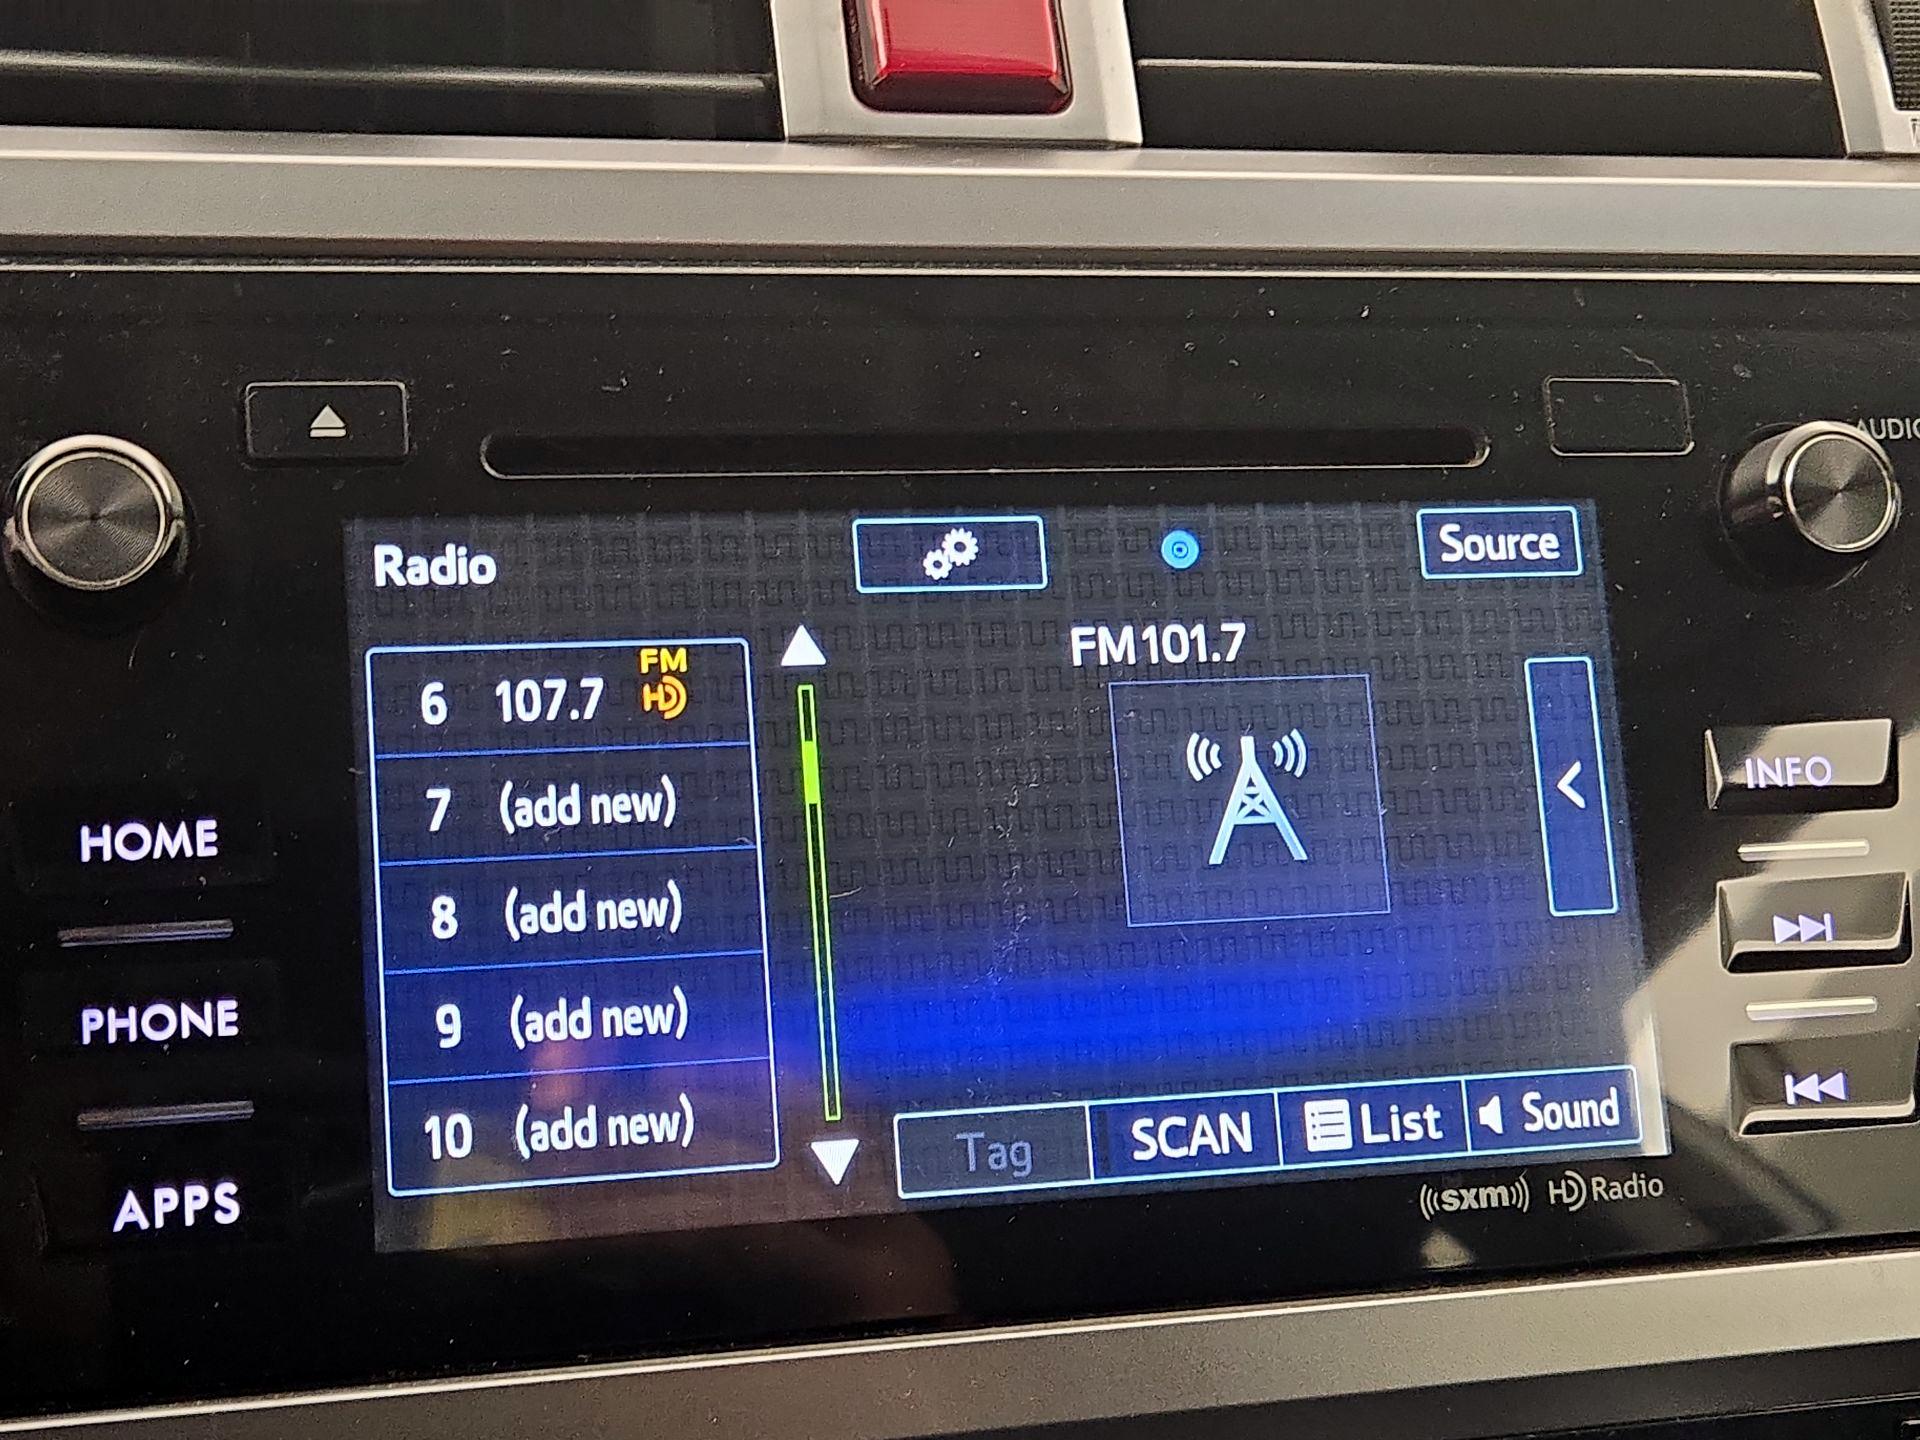 AUDIO
Radio
Source
FM101.7
6 107.7 FM HD
7 (add new)
8 (add new)
9 (add new)
10 (add new)
Tag
SCAN
List
Sound
HOME
PHONE
APPS
INFO
((sxm)) HD Radio